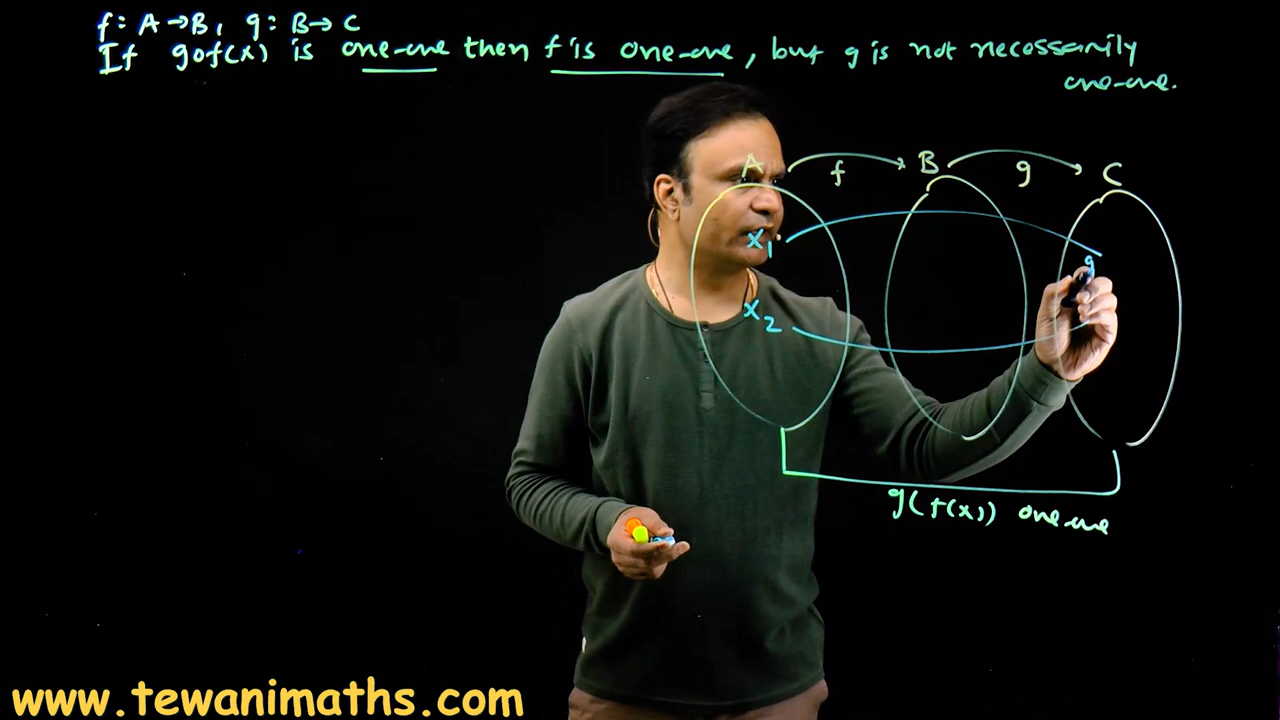 f: A→B, g: B→C
If gof(x) is one-one then f is one-one, but g is not necessarily
one-one.
A f B g C
x1
x2
g(f(x)) one-one
www.tewanimaths.com